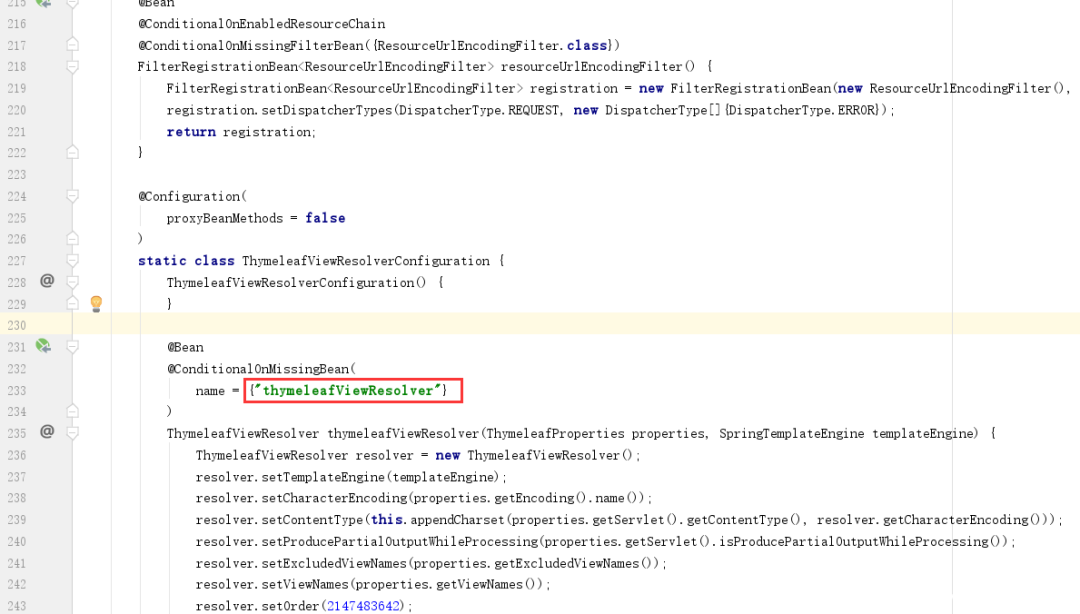 215 @Bean
216 @ConditionalOnEnabledResourceChain
217 @ConditionalOnMissingFilterBean({ResourceUrlEncodingFilter.class})
218 FilterRegistrationBean<ResourceUrlEncodingFilter> resourceUrlEncodingFilter() {
219 FilterRegistrationBean<ResourceUrlEncodingFilter> registration = new FilterRegistrationBean(new ResourceUrlEncodingFilter(),
220 registration.setDispatcherTypes(DispatcherType.REQUEST, new DispatcherType[]{DispatcherType.ERROR});
221 return registration;
222 }
223
224 @Configuration(
225 proxyBeanMethods = false
226 )
227 static class ThymeleafViewResolverConfiguration {
228 @ ThymeleafViewResolverConfiguration() {
229 }
230
231 @Bean
232 @ConditionalOnMissingBean(
233 name = {"thymeleafViewResolver"}
234 )
235 @ ThymeleafViewResolver thymeleafViewResolver(ThymeleafProperties properties, SpringTemplateEngine templateEngine) {
236 ThymeleafViewResolver resolver = new ThymeleafViewResolver();
237 resolver.setTemplateEngine(templateEngine);
238 resolver.setCharacterEncoding(properties.getEncoding().name());
239 resolver.setContentType(this.appendCharset(properties.getServlet().getContentType(), resolver.getCharacterEncoding()));
240 resolver.setProducePartialOutputWhileProcessing(properties.getServlet().isProducePartialOutputWhileProcessing());
241 resolver.setExcludedViewNames(properties.getExcludedViewNames());
242 resolver.setViewNames(properties.getViewNames());
243 resolver.setOrder(2147483642);